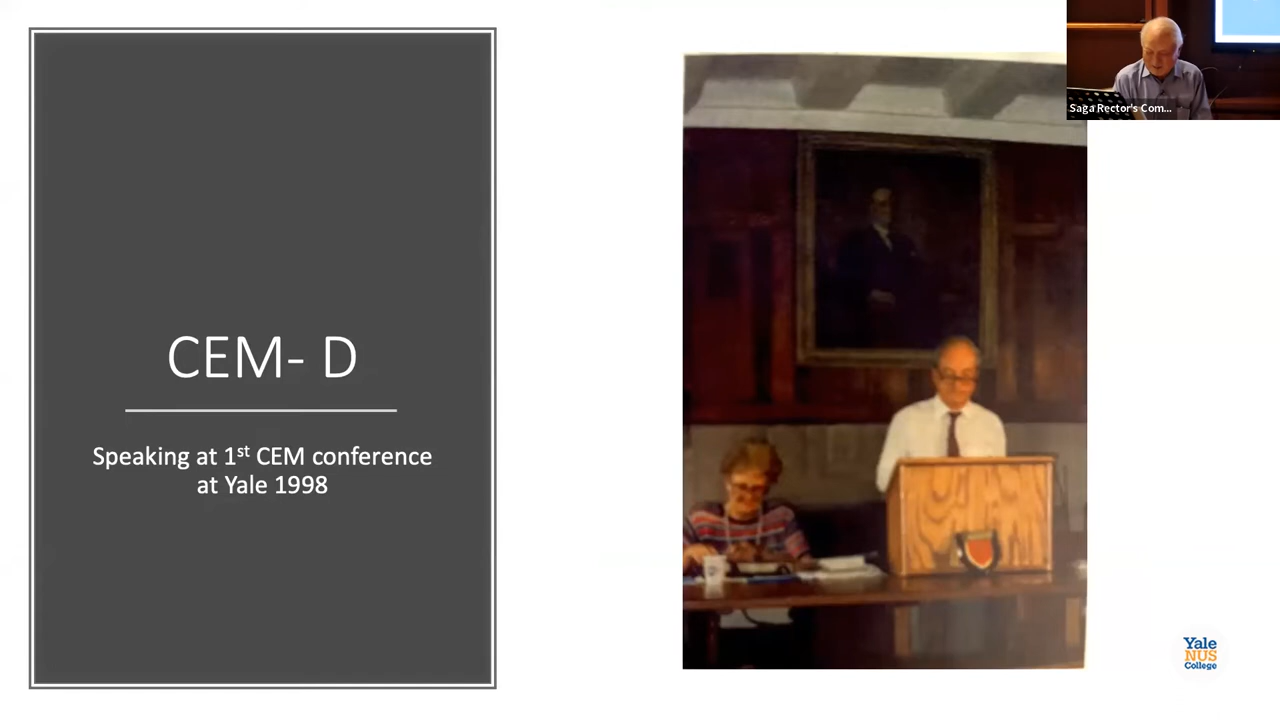 CEM- D
Speaking at 1st CEM conference
at Yale 1998
Saga Rector's Com...
Yale
NUS
College